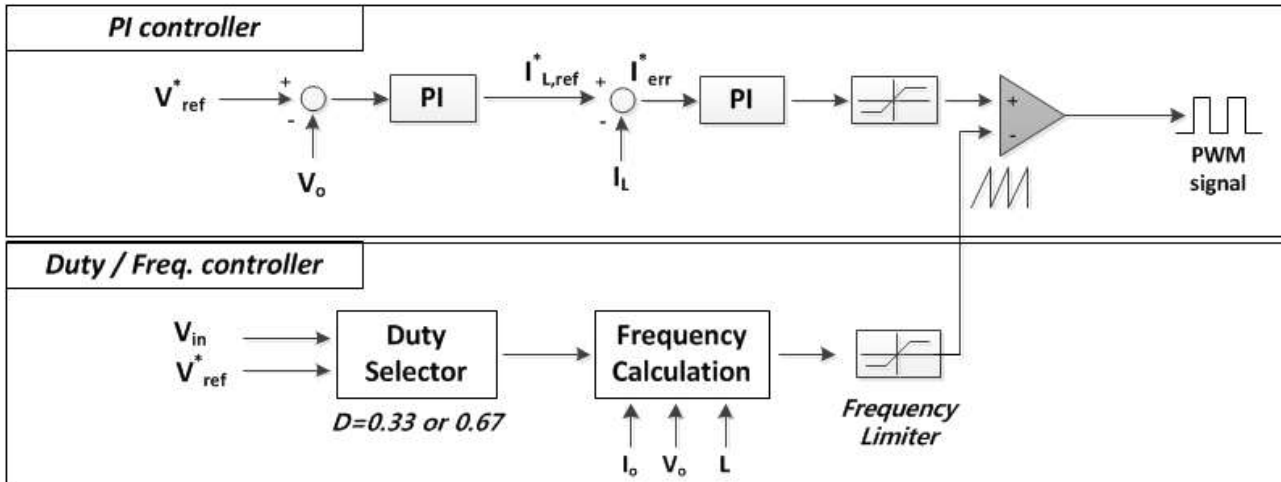 PI controller
V*ref
+
-
Vo
PI
I*L,ref
+
-
IL
I*err
PI
+
-
PWM
signal
Duty / Freq. controller
Vin
V*ref
Duty
Selector
D=0.33 or 0.67
Frequency
Calculation
Io Vo L
Frequency
Limiter